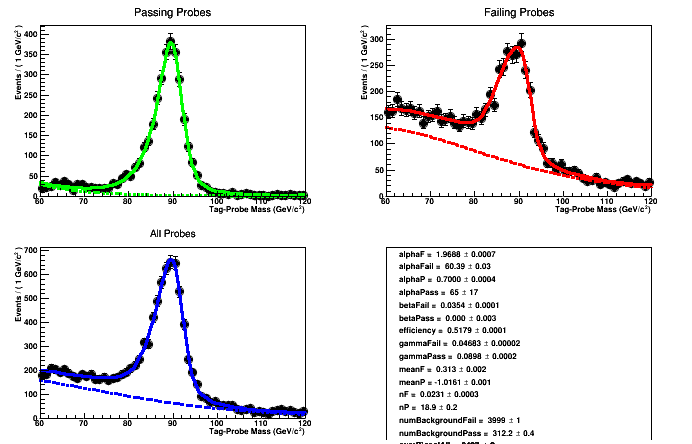 Passing Probes
Events / ( 1 GeV/c² )
400
350
300
250
200
150
100
50
60 70 80 90 100 110 120
Tag-Probe Mass (GeV/c²)
Failing Probes
Events / ( 1 GeV/c² )
300
250
200
150
100
50
60 70 80 90 100 110 120
Tag-Probe Mass (GeV/c²)
All Probes
Events / ( 1 GeV/c² )
700
600
500
400
300
200
100
0
60 70 80 90 100 110 120
Tag-Probe Mass (GeV/c²)
alphaF = 1.9688 ± 0.0007
alphaFail = 60.39 ± 0.03
alphaP = 0.7000 ± 0.0004
alphaPass = 65 ± 17
betaFail = 0.0354 ± 0.0001
betaPass = 0.000 ± 0.003
efficiency = 0.5179 ± 0.0001
gammaFail = 0.04683 ± 0.00002
gammaPass = 0.0898 ± 0.0002
meanF = 0.313 ± 0.002
meanP = -1.0161 ± 0.001
nF = 0.0231 ± 0.0003
nP = 18.9 ± 0.2
numBackgroundFail = 3999 ± 1
numBackgroundPass = 312.2 ± 0.4